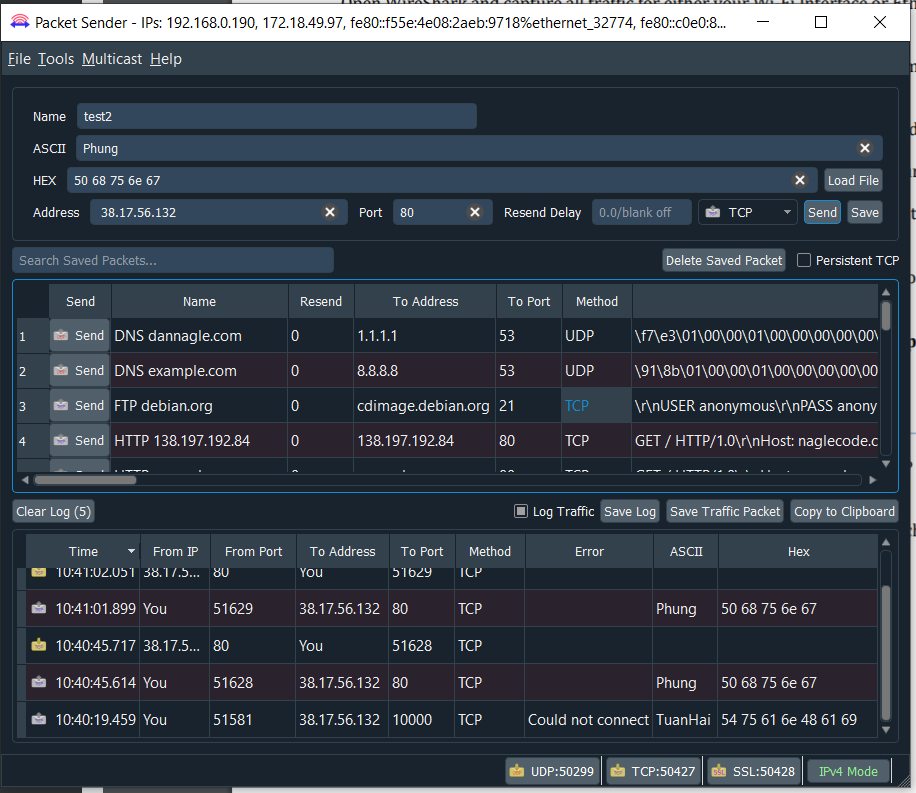 Packet Sender - IPs: 192.168.0.190, 172.18.49.97, fe80::f55e:4e08:2aeb:9718%ethernet_32774, fe80::c0e0:8...
File Tools Multicast Help
Name test2
ASCII Phung
HEX 50 68 75 6e 67 Load File
Address 38.17.56.132 Port 80 Resend Delay 0.0/blank off TCP Send Save
Search Saved Packets... Delete Saved Packet Persistent TCP
Send Name Resend To Address To Port Method
1 Send DNS dannagle.com 0 1.1.1.1 53 UDP \f7\e3\01\00\00\01\00\00\00\00\00\
2 Send DNS example.com 0 8.8.8.8 53 UDP \91\8b\01\00\00\01\00\00\00\00\00
3 Send FTP debian.org 0 cdimage.debian.org 21 TCP \r\nUSER anonymous\r\nPASS anony
4 Send HTTP 138.197.192.84 0 138.197.192.84 80 TCP GET / HTTP/1.0\r\nHost: naglecode.c
Clear Log (5) Log Traffic Save Log Save Traffic Packet Copy to Clipboard
Time From IP From Port To Address To Port Method Error ASCII Hex
10:41:02.051 38.17.5... 80 You 51629 TCP
10:41:01.899 You 51629 38.17.56.132 80 TCP Phung 50 68 75 6e 67
10:40:45.717 38.17.5... 80 You 51628 TCP
10:40:45.614 You 51628 38.17.56.132 80 TCP Phung 50 68 75 6e 67
10:40:19.459 You 51581 38.17.56.132 10000 TCP Could not connect TuanHai 54 75 61 6e 48 61 69
UDP:50299 TCP:50427 SSL:50428 IPv4 Mode